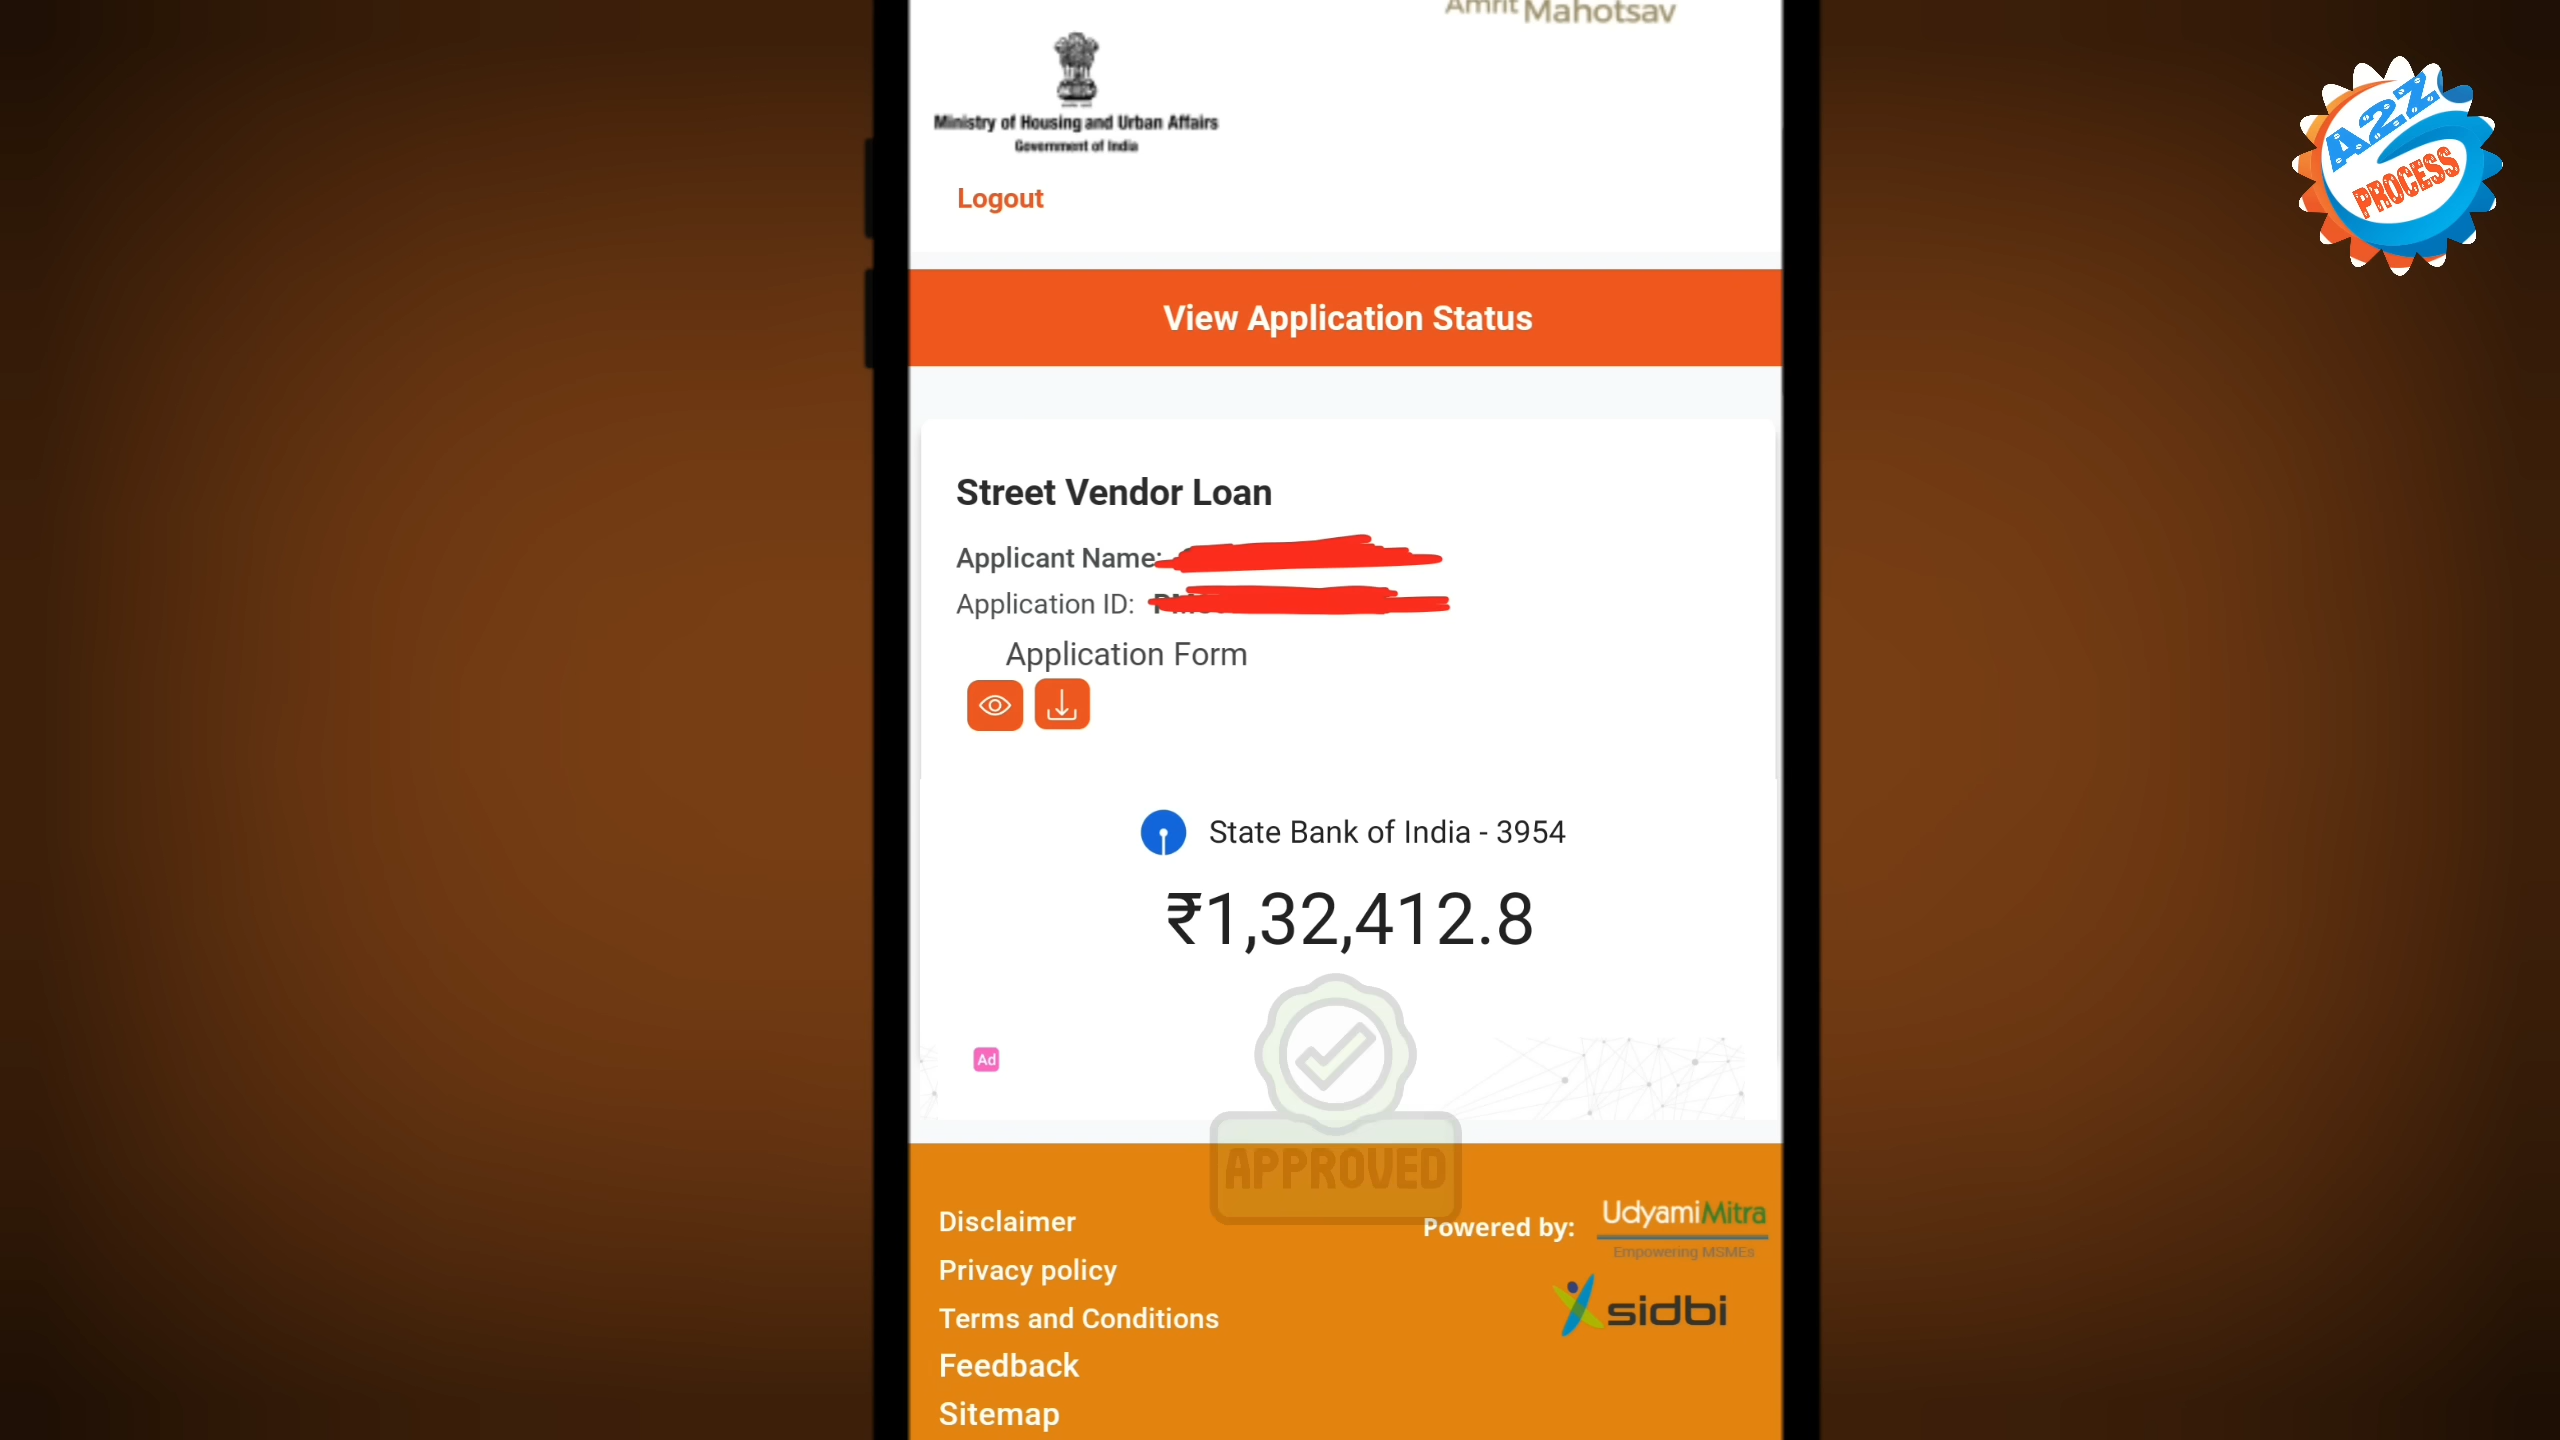 Amrit Mahotsav
Ministry of Housing and Urban Affairs
Government of India
Logout
A2Z
PROCESS
View Application Status
Street Vendor Loan
Applicant Name:
Application ID:
Application Form
State Bank of India - 3954
₹1,32,412.8
Ad
APPROVED
Disclaimer
Privacy policy
Terms and Conditions
Feedback
Sitemap
Powered by:
UdyamiMitra
Empowering MSMEs
sidbi